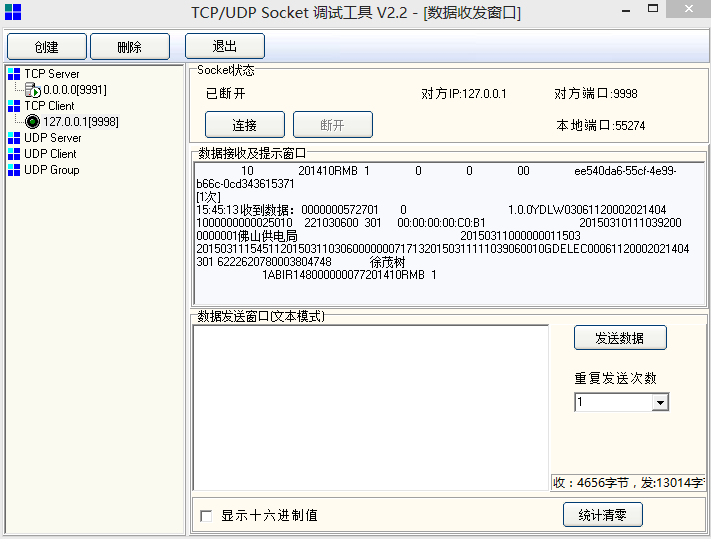 TCP/UDP Socket 调试工具 V2.2 - [数据收发窗口]
创建 删除 退出
TCP Server
0.0.0.0[9991]
TCP Client
127.0.0.1[9998]
UDP Server
UDP Client
UDP Group
Socket状态
已断开 对方IP:127.0.0.1 对方端口:9998
连接 断开 本地端口:55274
数据接收及提示窗口
10 201410RMB 1 0 0 00 ee540da6-55cf-4e99-
b66c-0cd343615371
[1次]
15:45:13 收到数据：0000000572701 0 1.0.0YDLW03061120002021404
1000000000025010 221030600 301 00:00:00:00:C0:B1 20150310111039200
0000001佛山供电局 20150311000000011503
20150311154511201503110306000000071713201503111110390600​10GDELEC00061120002021404
301 6222620780003804748 徐茂树
1ABIR148000000077201410RMB 1
数据发送窗口(文本模式)
发送数据
重复发送次数
1
收：4656字节，发:13014字
显示十六进制值 统计清零